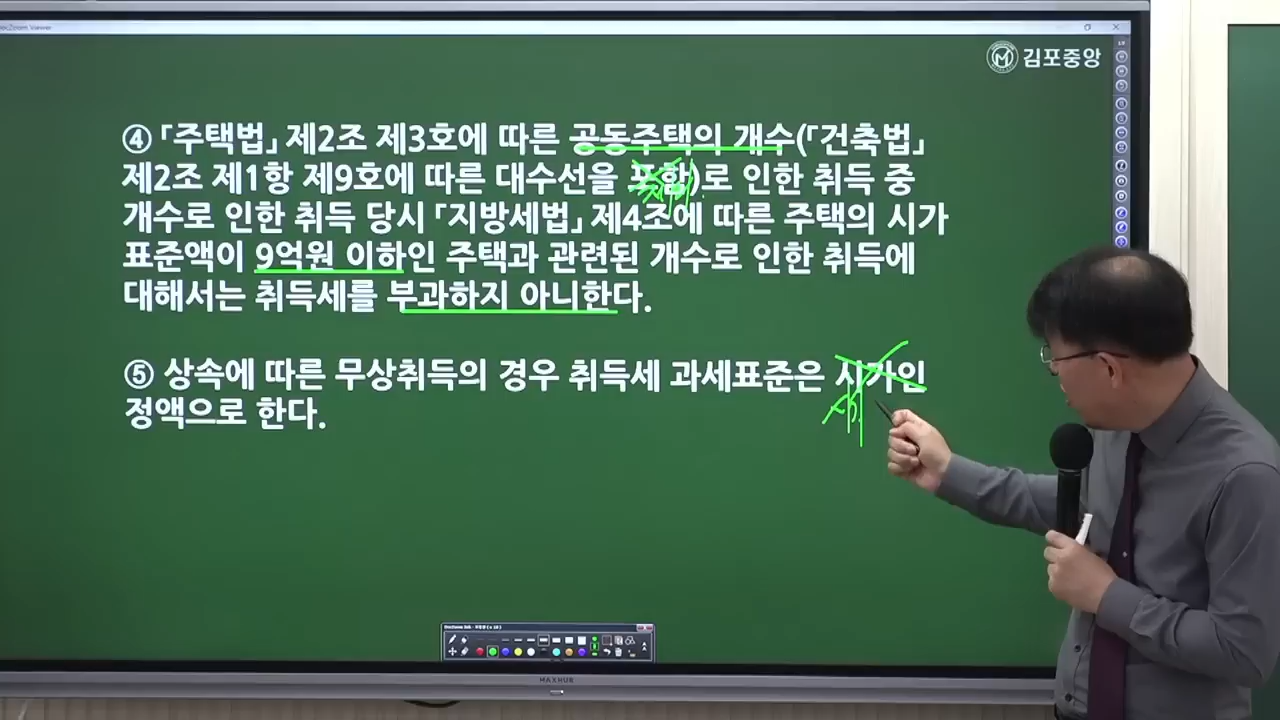 김포중앙
④ 「주택법」 제2조 제3호에 따른 공동주택의 개수(「건축법」
제2조 제1항 제9호에 따른 대수선을 포함)로 인한 취득 중
개수로 인한 취득 당시 「지방세법」 제4조에 따른 주택의 시가
표준액이 9억원 이하인 주택과 관련된 개수로 인한 취득에
대해서는 취득세를 부과하지 아니한다.
⑤ 상속에 따른 무상취득의 경우 취득세 과세표준은 시가인
정액으로 한다.
MAXHUB